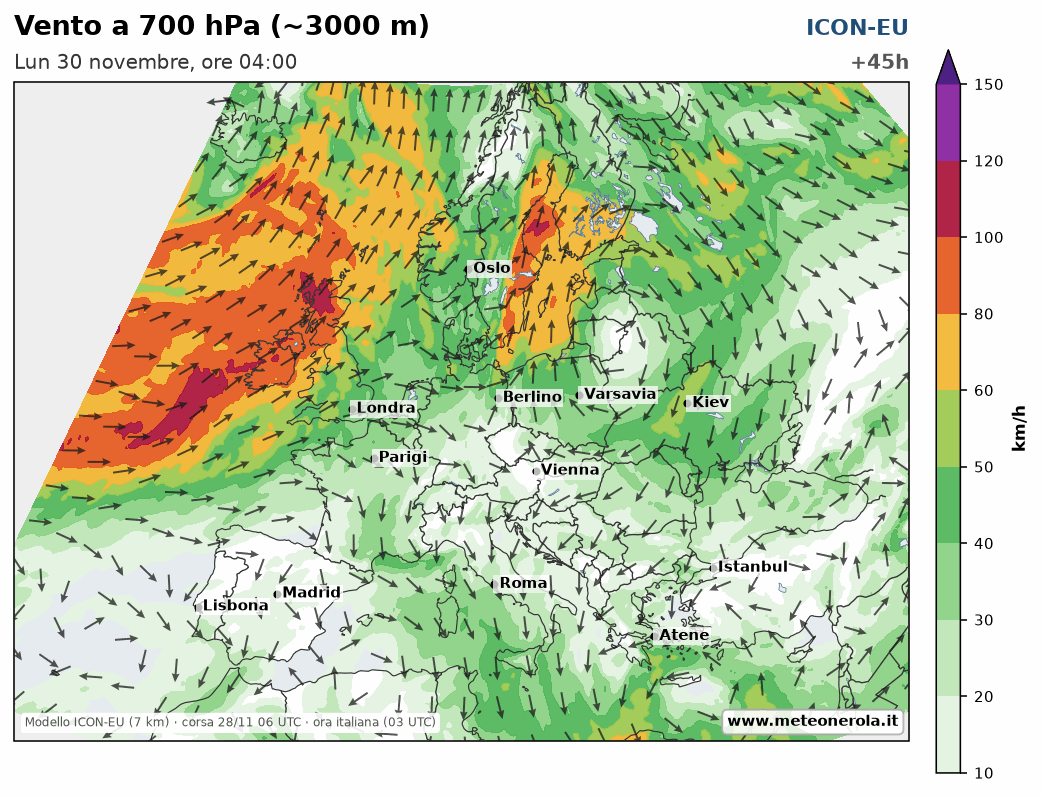 Vento a 700 hPa (~3000 m)
ICON-EU
Lun 30 novembre, ore 04:00
+45h
150
120
100
80
60
50
40
30
20
10
km/h
Oslo
Berlino
Varsavia
Kiev
Londra
Parigi
Vienna
Istanbul
Roma
Madrid
Lisbona
Atene
Modello ICON-EU (7 km) · corsa 28/11 06 UTC · ora italiana (03 UTC)
www.meteonerola.it